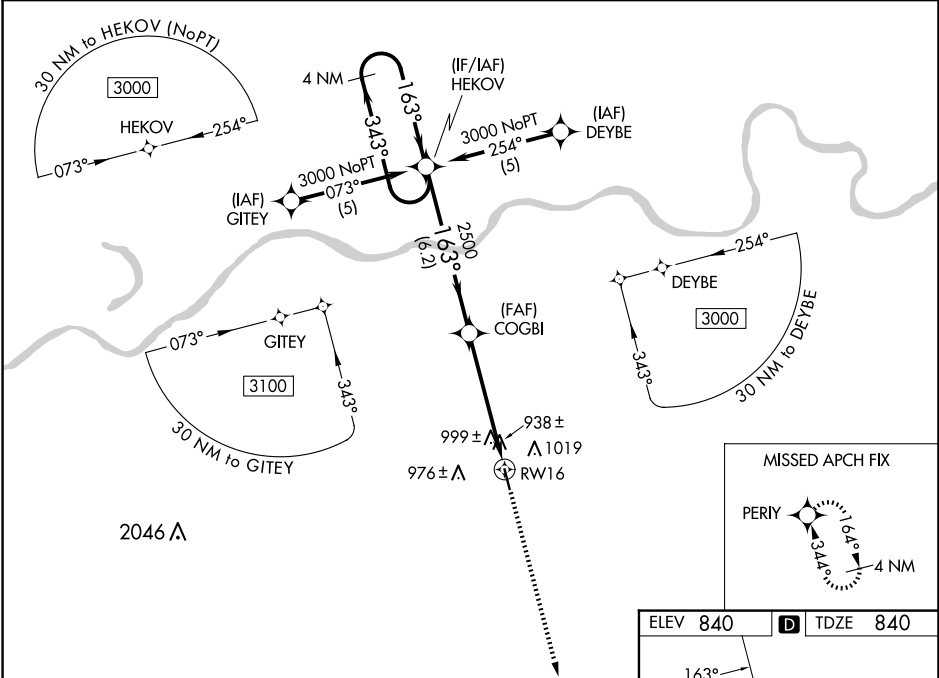 30 NM to HEKOV (NoPT)
3000
HEKOV
073°
254°
4 NM
163°
343°
(IF/IAF)
HEKOV
(IAF)
DEYBE
3000 NoPT
254°
(5)
3000 NoPT
073°
(5)
(IAF)
GITEY
2500
163°
(6.2)
(FAF)
COGBI
073°
GITEY
3100
343°
30 NM to GITEY
254°
DEYBE
3000
343°
30 NM to DEYBE
938±
999±
1019
976±
RW16
2046
MISSED APCH FIX
PERIY
164°
344°
4 NM
ELEV 840 D TDZE 840
163°